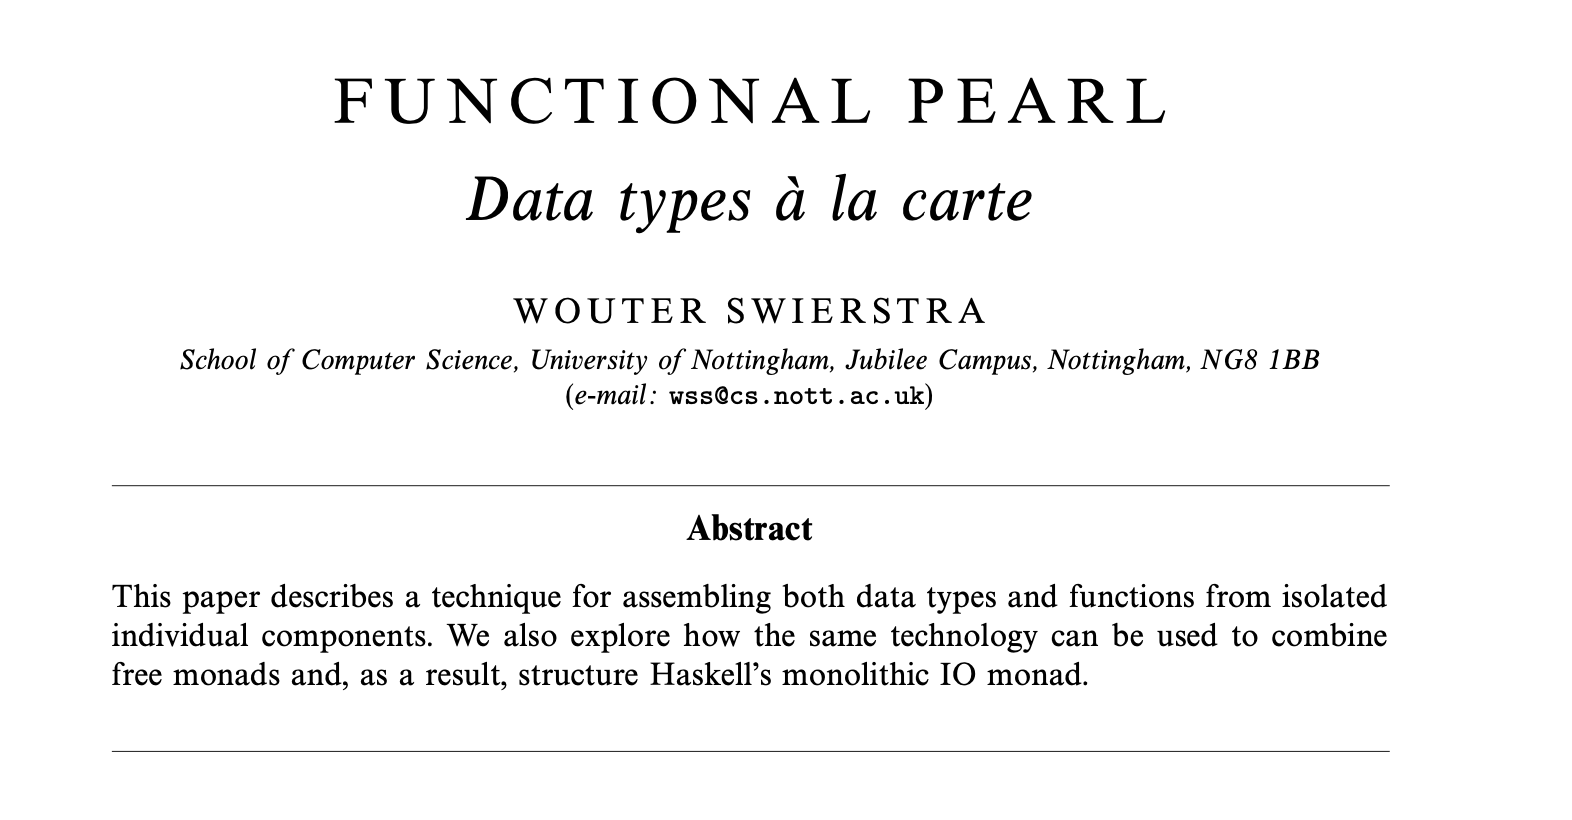 FUNCTIONAL PEARL
Data types à la carte
WOUTER SWIERSTRA
School of Computer Science, University of Nottingham, Jubilee Campus, Nottingham, NG8 1BB
(e-mail: wss@cs.nott.ac.uk)
Abstract
This paper describes a technique for assembling both data types and functions from isolated
individual components. We also explore how the same technology can be used to combine
free monads and, as a result, structure Haskell’s monolithic IO monad.